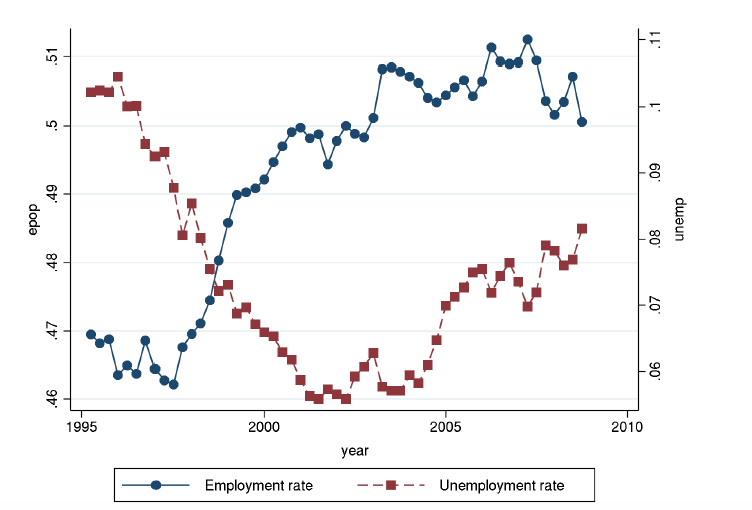 .51
.5
.49
.48
.47
.46
epop
.11
.1
.09
.08
.07
.06
unemp
1995 2000 2005 2010
year
Employment rate Unemployment rate